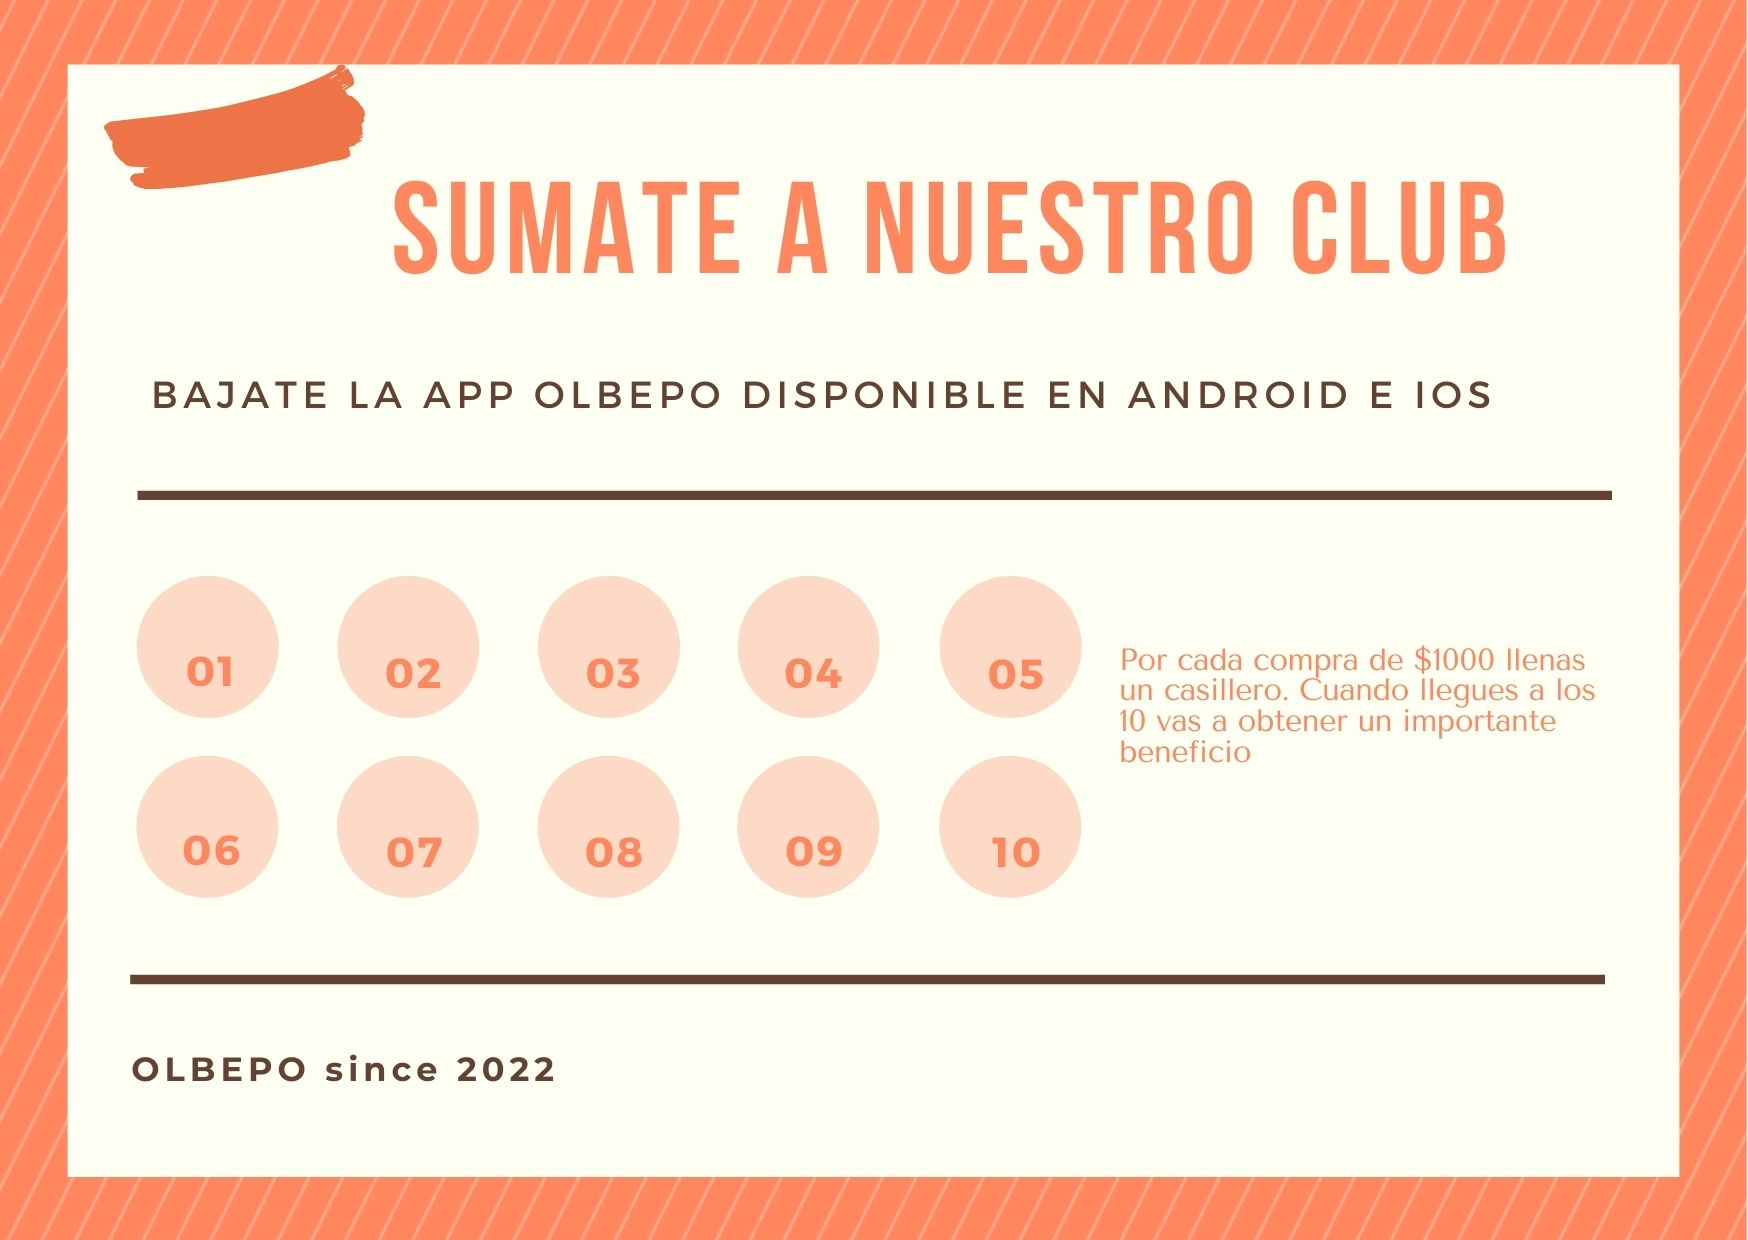 SUMATE A NUESTRO CLUB
BAJATE LA APP OLBEPO DISPONIBLE EN ANDROID E IOS
01 02 03 04 05
06 07 08 09 10
Por cada compra de $1000 llenas
un casillero. Cuando llegues a los
10 vas a obtener un importante
beneficio
OLBEPO since 2022